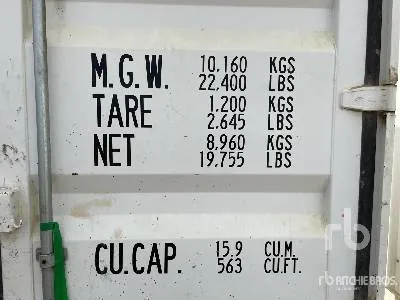 M.G.W. 10.160 KGS
22.400 LBS
TARE 1.200 KGS
2.645 LBS
NET 8.960 KGS
19.755 LBS
CU.CAP. 15.9 CU.M.
563 CU.FT.
rb
RITCHIE BROS.